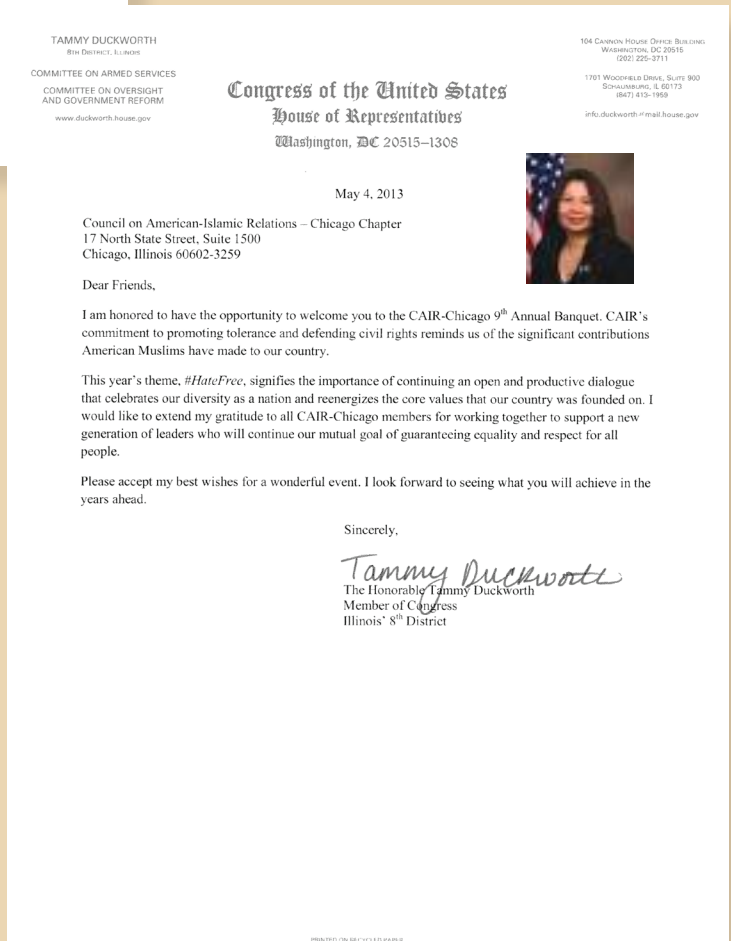 TAMMY DUCKWORTH
8TH DISTRICT, ILLINOIS
COMMITTEE ON ARMED SERVICES
COMMITTEE ON OVERSIGHT
AND GOVERNMENT REFORM
www.duckworth.house.gov
Congress of the United States
House of Representatives
Washington, DC 20515–1308
104 CANNON HOUSE OFFICE BUILDING
WASHINGTON, DC 20515
(202) 225–3711
1701 WOODFIELD DRIVE, SUITE 900
SCHAUMBURG, IL 60173
(847) 413–1959
info.duckworth@mail.house.gov
May 4, 2013
Council on American-Islamic Relations – Chicago Chapter
17 North State Street, Suite 1500
Chicago, Illinois 60602-3259
Dear Friends,
I am honored to have the opportunity to welcome you to the CAIR-Chicago 9th Annual Banquet. CAIR's
commitment to promoting tolerance and defending civil rights reminds us of the significant contributions
American Muslims have made to our country.
This year's theme, #HateFree, signifies the importance of continuing an open and productive dialogue
that celebrates our diversity as a nation and reenergizes the core values that our country was founded on. I
would like to extend my gratitude to all CAIR-Chicago members for working together to support a new
generation of leaders who will continue our mutual goal of guaranteeing equality and respect for all
people.
Please accept my best wishes for a wonderful event. I look forward to seeing what you will achieve in the
years ahead.
Sincerely,
Tammy Duckworth
The Honorable Tammy Duckworth
Member of Congress
Illinois' 8th District
PRINTED ON RECYCLED PAPER